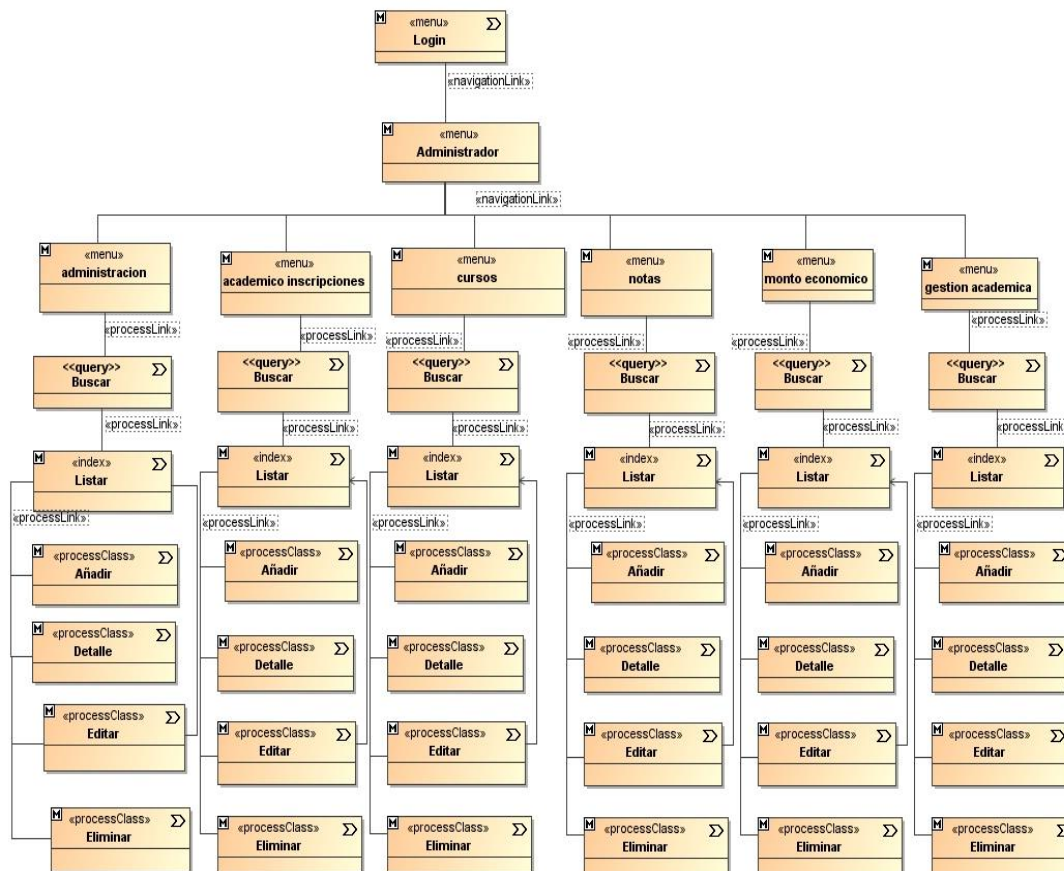 «menu»
Login
«navigationLink»
«menu»
Administrador
«navigationLink»
«menu»
administracion
«menu»
academico inscripciones
«menu»
cursos
«menu»
notas
«menu»
monto economico
«menu»
gestion academica
«processLink»
«processLink»
«processLink»
«processLink»
«processLink»
«processLink»
<<query>>
Buscar
<<query>>
Buscar
<<query>>
Buscar
<<query>>
Buscar
<<query>>
Buscar
<<query>>
Buscar
«processLink»
«processLink»
«processLink»
«processLink»
«processLink»
«processLink»
«index»
Listar
«index»
Listar
«index»
Listar
«index»
Listar
«index»
Listar
«index»
Listar
«processLink»
«processLink»
«processLink»
«processLink»
«processLink»
«processLink»
«processClass»
Añadir
«processClass»
Añadir
«processClass»
Añadir
«processClass»
Añadir
«processClass»
Añadir
«processClass»
Añadir
«processClass»
Detalle
«processClass»
Detalle
«processClass»
Detalle
«processClass»
Detalle
«processClass»
Detalle
«processClass»
Detalle
«processClass»
Editar
«processClass»
Editar
«processClass»
Editar
«processClass»
Editar
«processClass»
Editar
«processClass»
Editar
«processClass»
Eliminar
«processClass»
Eliminar
«processClass»
Eliminar
«processClass»
Eliminar
«processClass»
Eliminar
«processClass»
Eliminar